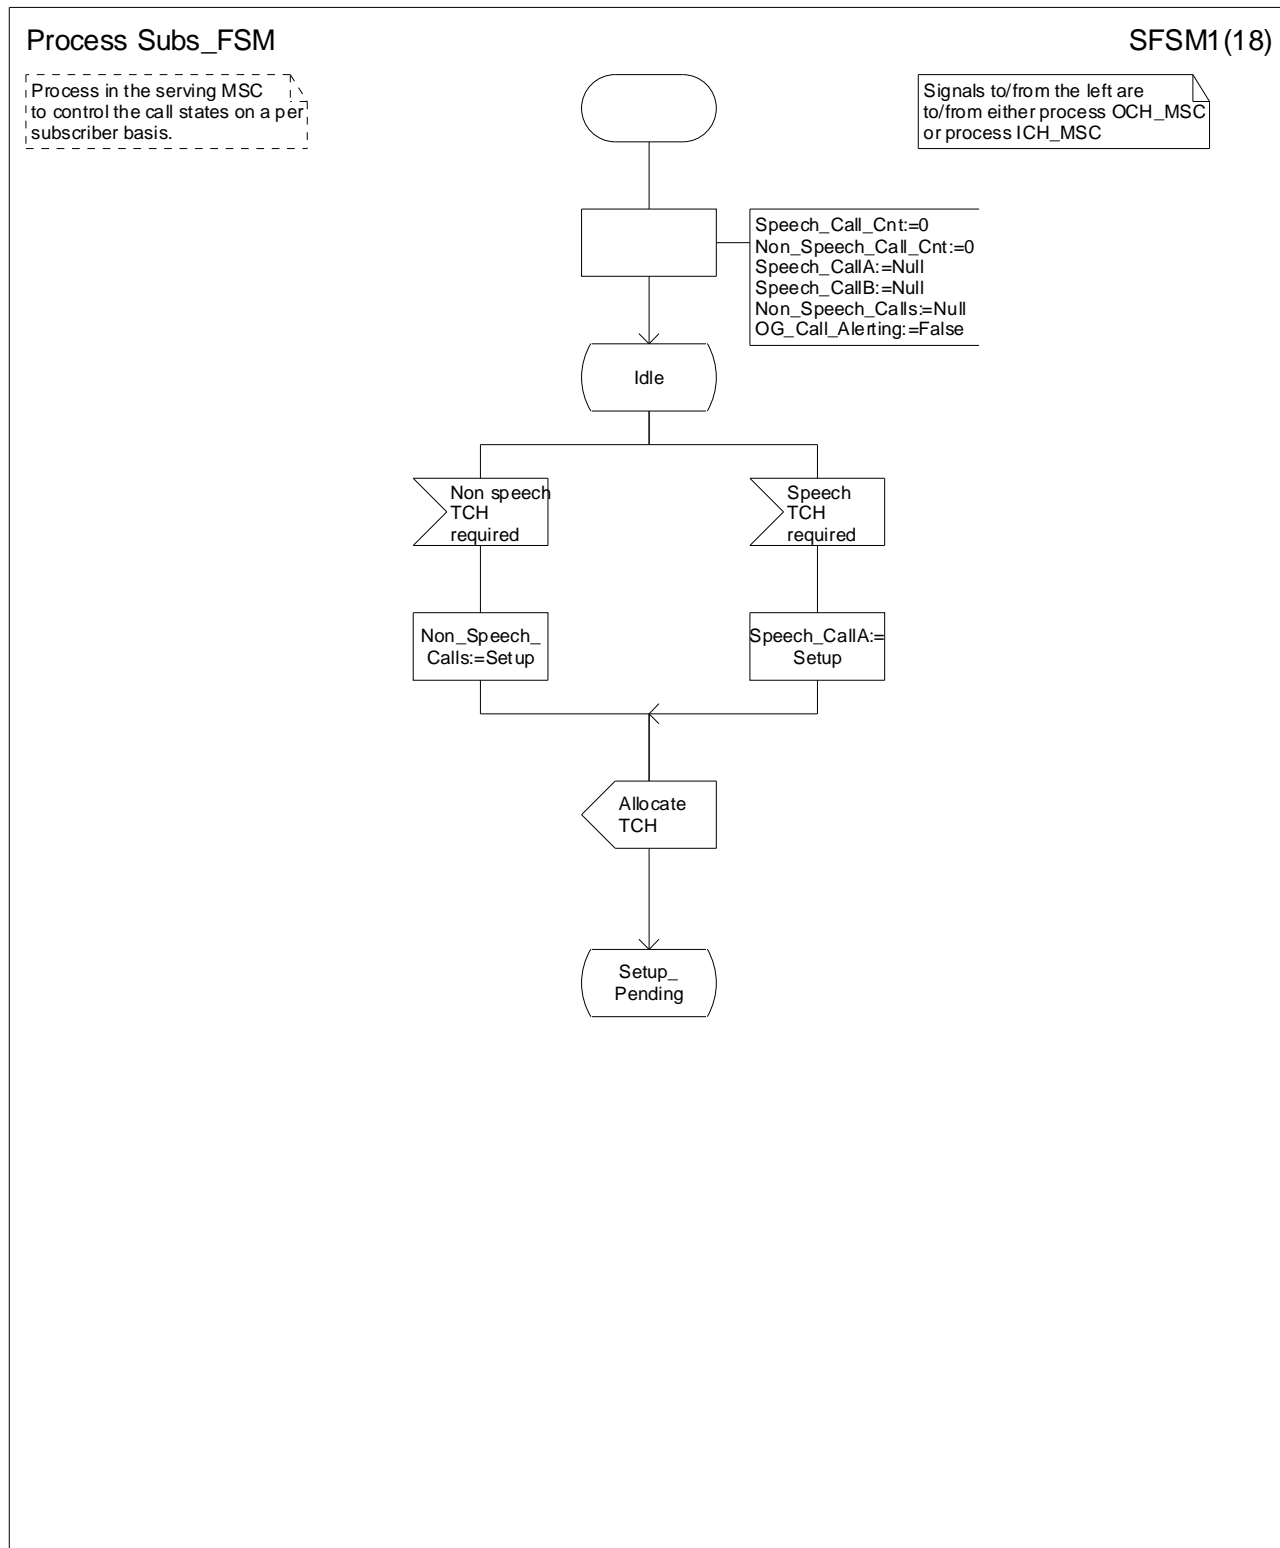 Process Subs_FSM
SFSM1(18)
Process in the serving MSC
to control the call states on a per
subscriber basis.
Signals to/from the left are
to/from either process OCH_MSC
or process ICH_MSC
Speech_Call_Cnt:=0
Non_Speech_Call_Cnt:=0
Speech_CallA:=Null
Speech_CallB:=Null
Non_Speech_Calls:=Null
OG_Call_Alerting:=False
Idle
Non speech
TCH
required
Speech
TCH
required
Non_Speech_
Calls:=Setup
Speech_CallA:=
Setup
Allocate
TCH
Setup_
Pending